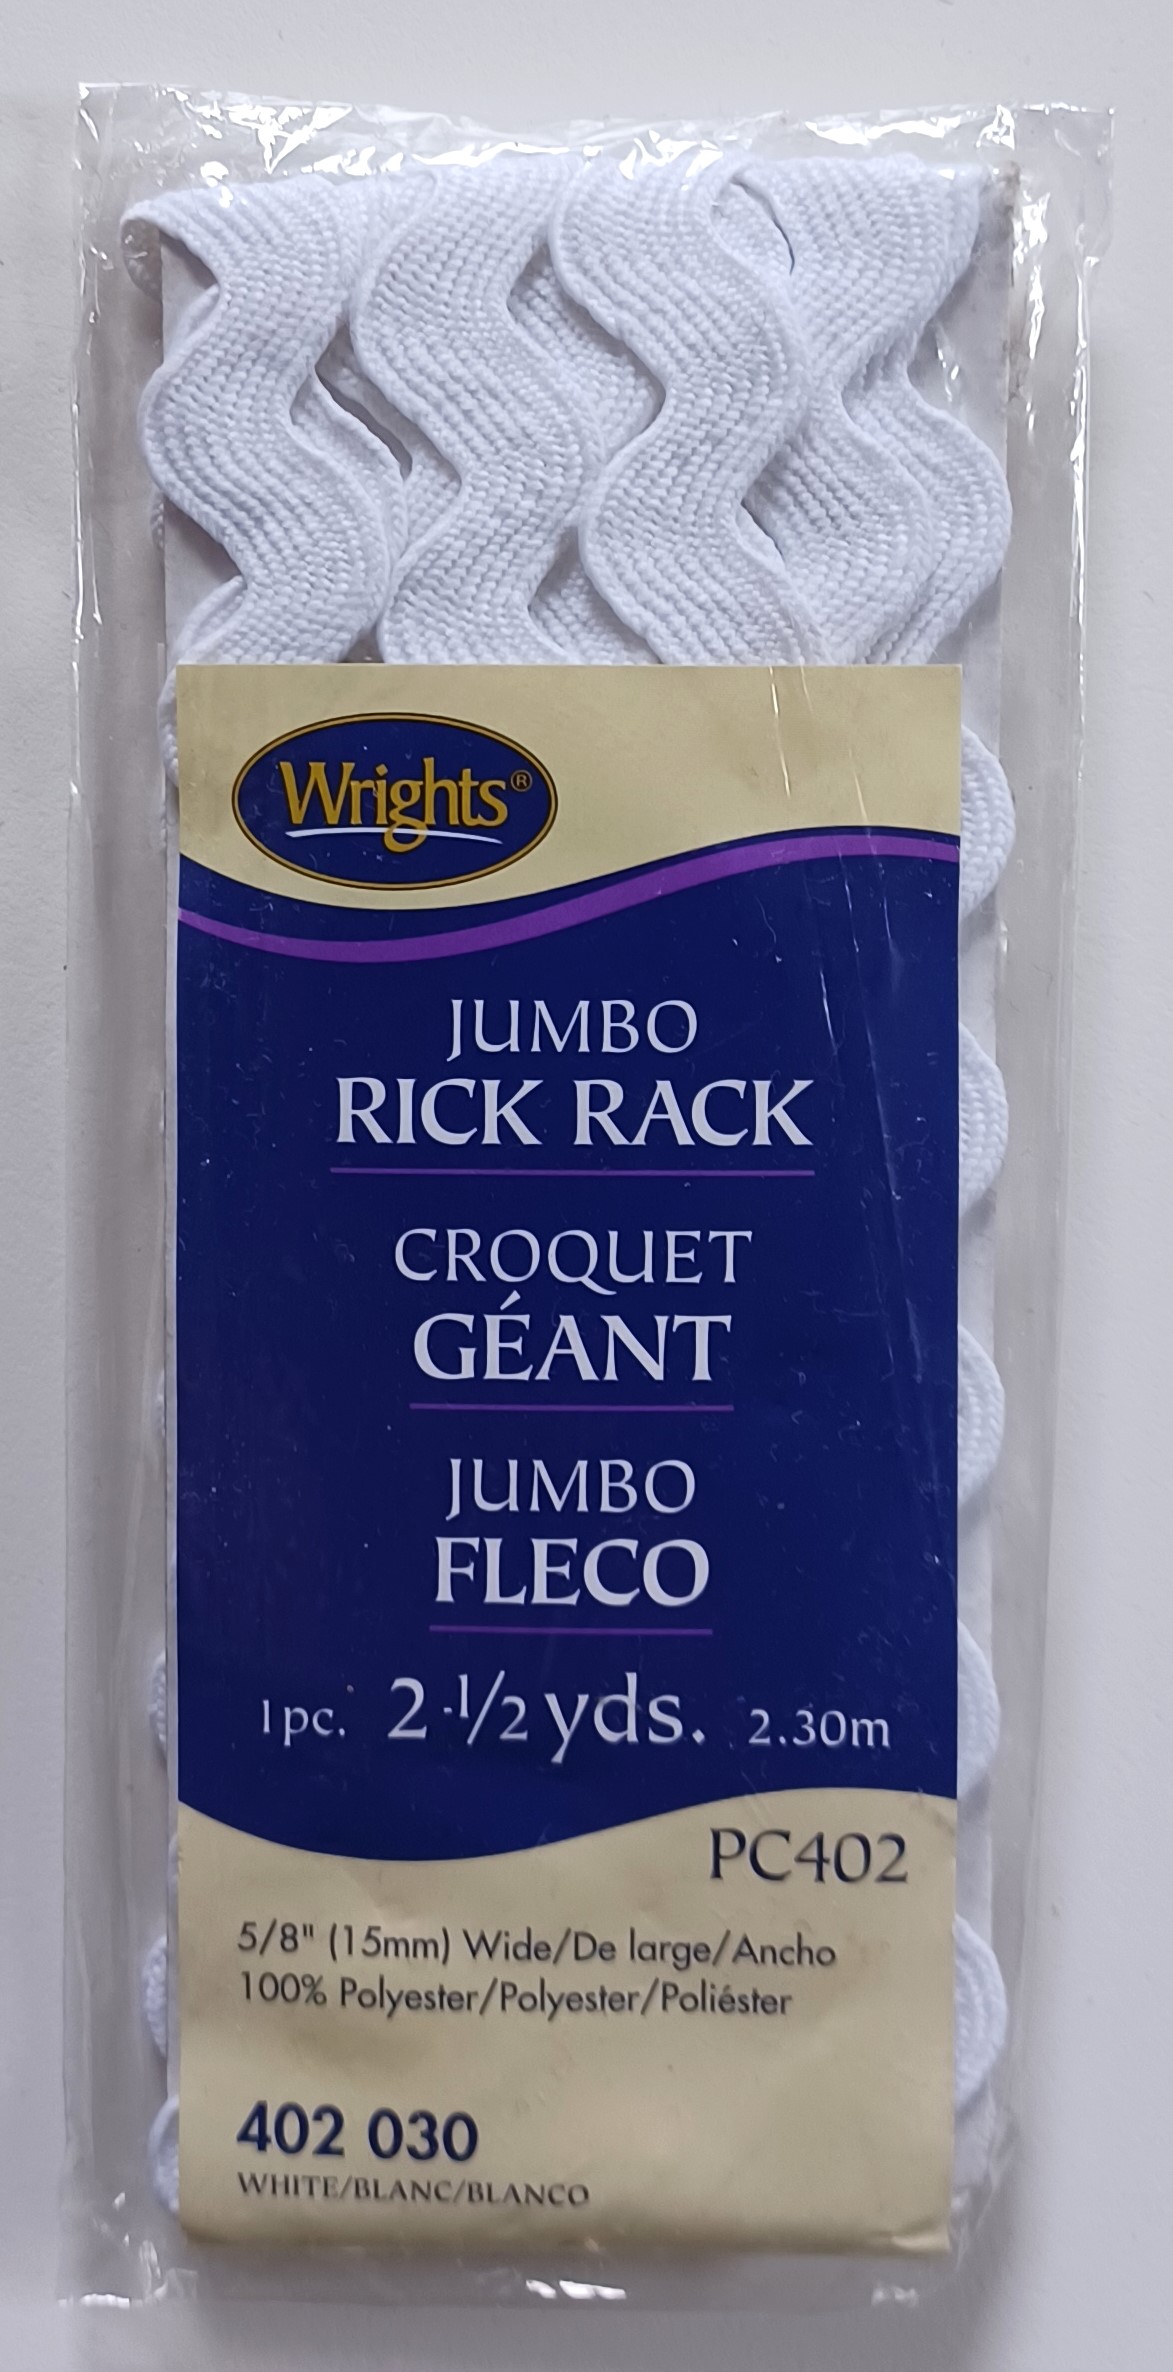 Wrights®
JUMBO
RICK RACK
CROQUET
GÉANT
JUMBO
FLECO
1pc. 2-1/2 yds. 2.30m
PC402
5/8" (15mm) Wide/De large/Ancho
100% Polyester/Polyester/Poliéster
402 030
WHITE/BLANC/BLANCO